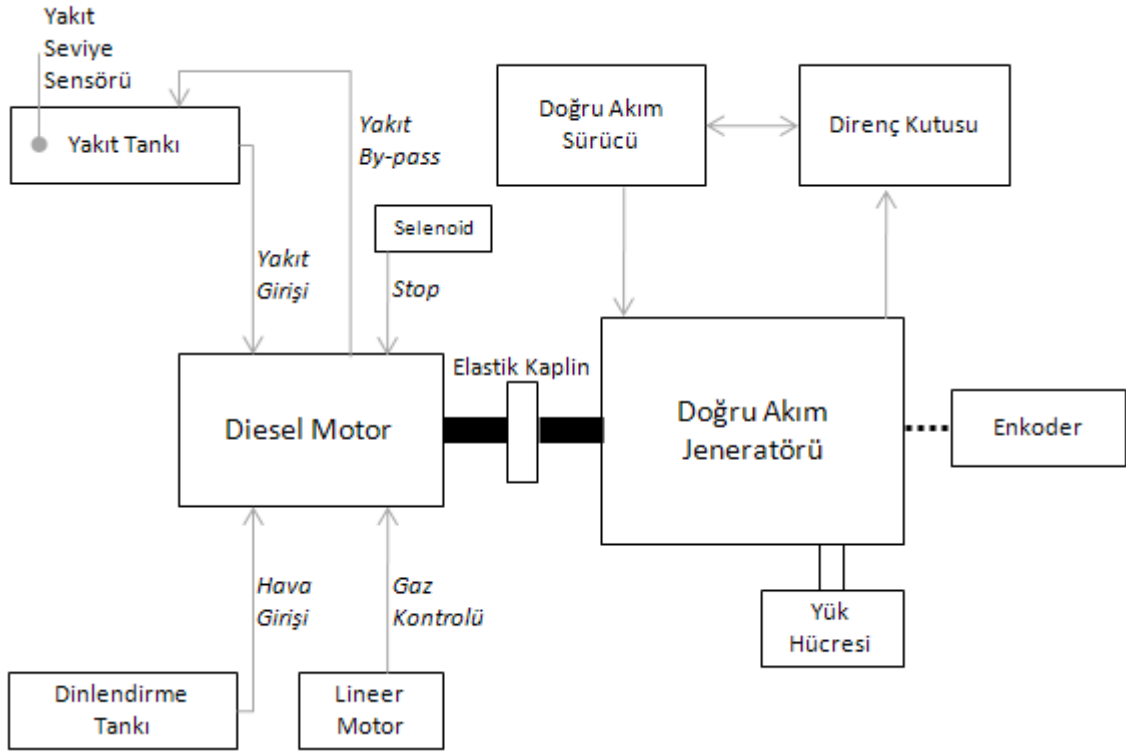 Yakıt
Seviye
Sensörü
Yakıt Tankı
Yakıt
By-pass
Doğru Akım
Sürücü
Direnç Kutusu
Selenoid
Yakıt
Girişi
Stop
Elastik Kaplin
Diesel Motor
Doğru Akım
Jeneratörü
Enkoder
Hava
Girişi
Gaz
Kontrolü
Yük
Hücresi
Dinlendirme
Tankı
Lineer
Motor